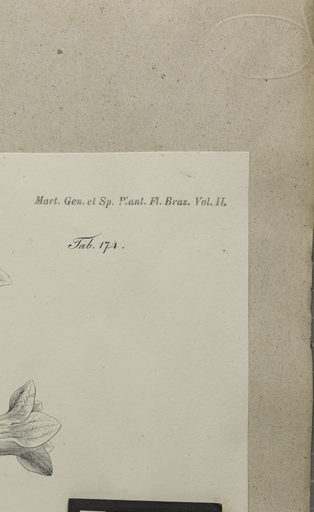 Mart. Gen. et Sp. Plant. Fl. Bras. Vol. II.
Tab. 174.